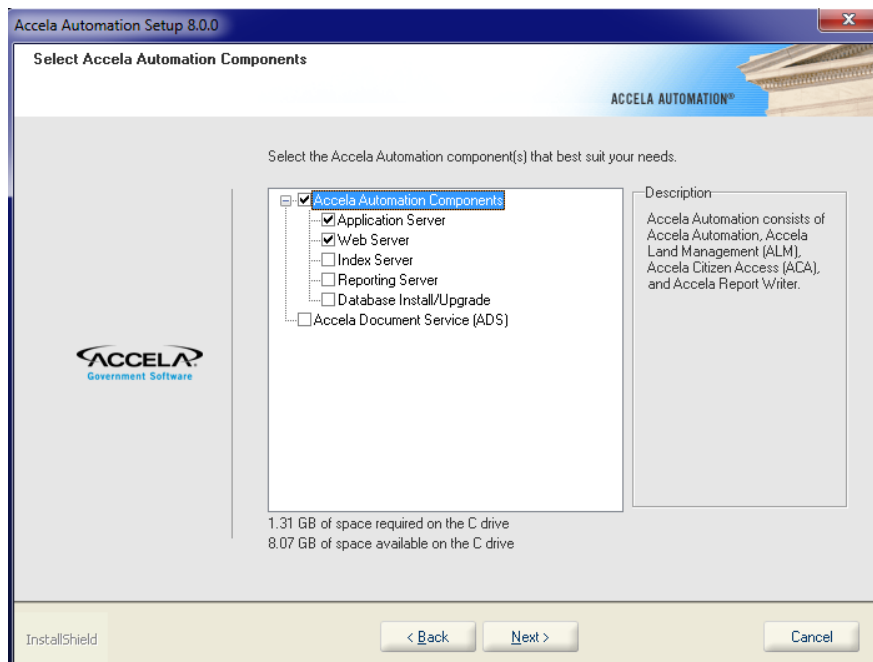 Accela Automation Setup 8.0.0
Select Accela Automation Components
ACCELA AUTOMATION®
Select the Accela Automation component(s) that best suit your needs.
Accela Automation Components
Application Server
Web Server
Index Server
Reporting Server
Database Install/Upgrade
Accela Document Service (ADS)
Description
Accela Automation consists of
Accela Automation, Accela
Land Management (ALM),
Accela Citizen Access (ACA),
and Accela Report Writer.
ACCELA
Government Software
1.31 GB of space required on the C drive
8.07 GB of space available on the C drive
InstallShield
< Back
Next >
Cancel